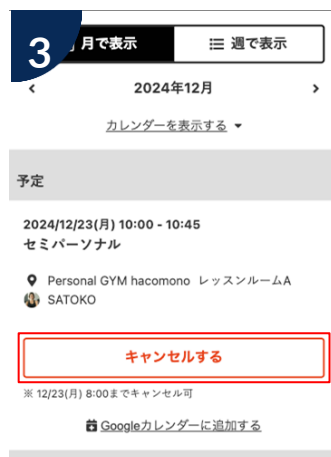 3
月で表示
週で表示
2024年12月
カレンダーを表示する
予定
2024/12/23(月) 10:00 - 10:45
セミパーソナル
Personal GYM hacomono レッスンルームA
SATOKO
キャンセルする
※ 12/23(月) 8:00までキャンセル可
Googleカレンダーに追加する